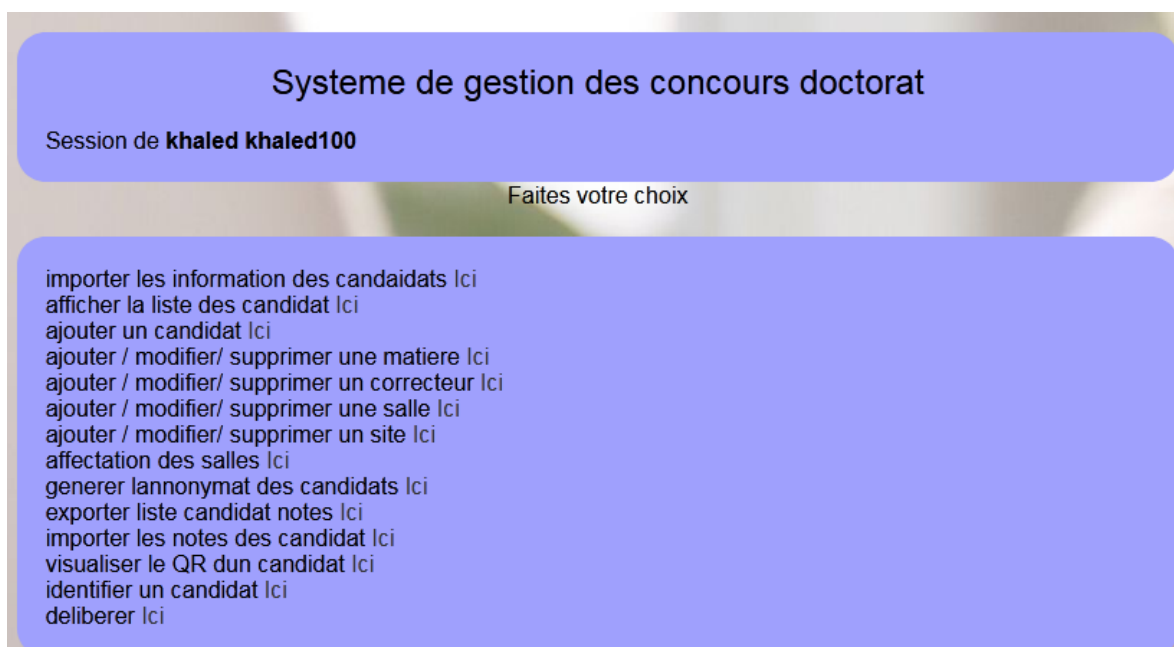 Systeme de gestion des concours doctorat
Session de khaled khaled100
Faites votre choix
importer les information des candaidats Ici
afficher la liste des candidat Ici
ajouter un candidat Ici
ajouter / modifier/ supprimer une matiere Ici
ajouter / modifier/ supprimer un correcteur Ici
ajouter / modifier/ supprimer une salle Ici
ajouter / modifier/ supprimer un site Ici
affectation des salles Ici
generer lannonymat des candidats Ici
exporter liste candidat notes Ici
importer les notes des candidat Ici
visualiser le QR dun candidat Ici
identifier un candidat Ici
deliberer Ici